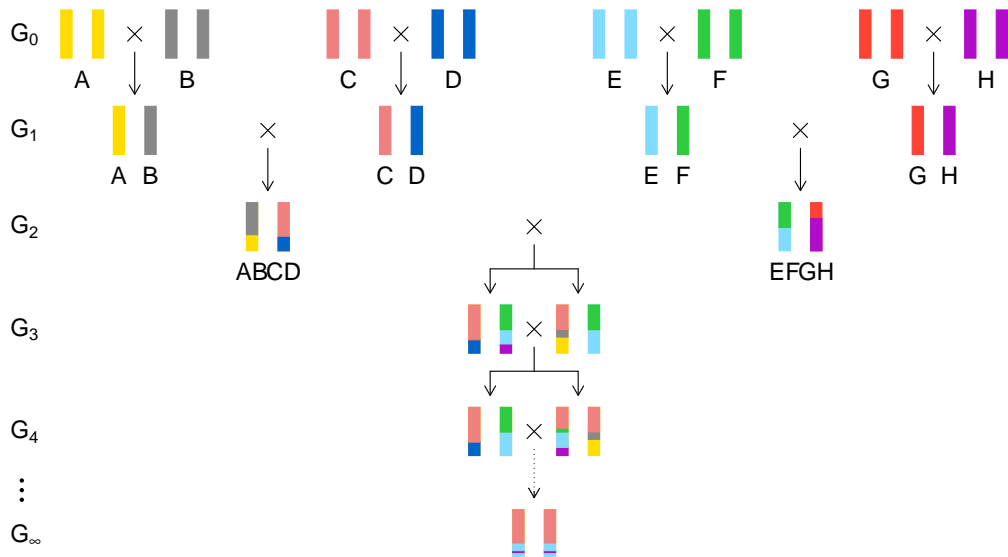 G₀
A B C D E F G H
G₁
A B C D E F G H
G₂
ABCD EFGH
G₃
G₄
G∞